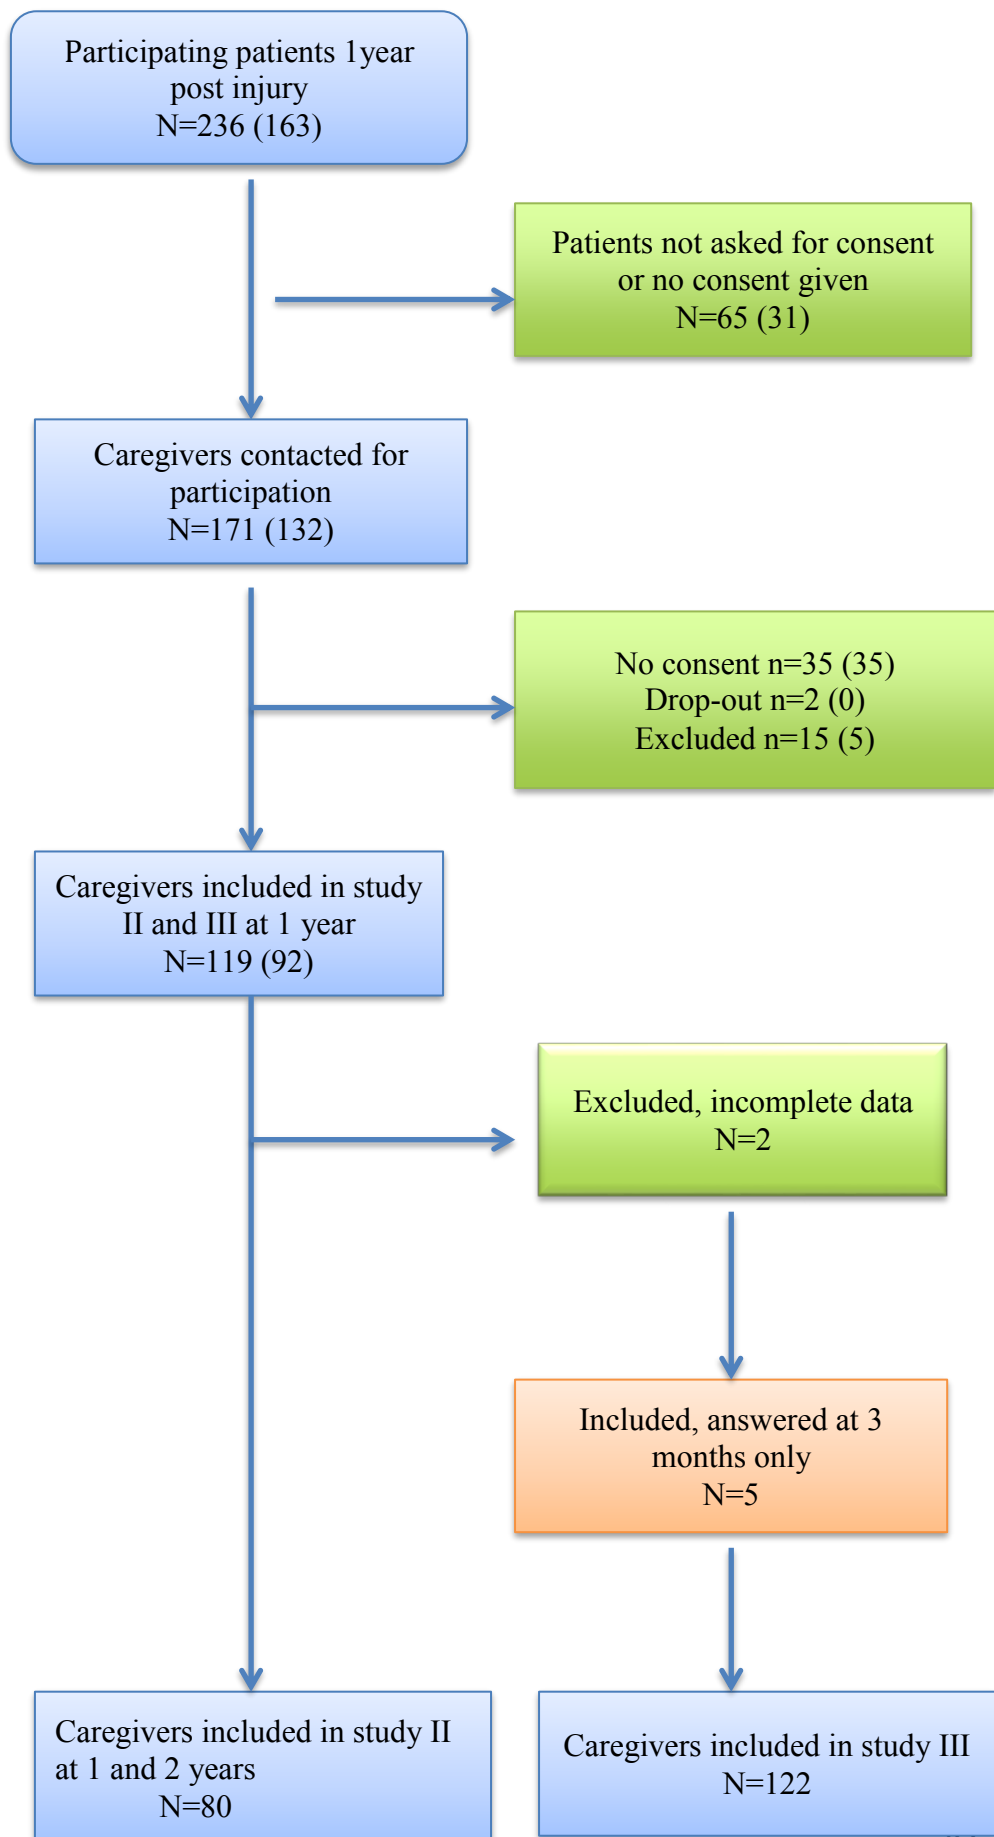 Participating patients 1year
post injury
N=236 (163)
Patients not asked for consent
or no consent given
N=65 (31)
Caregivers contacted for
participation
N=171 (132)
No consent n=35 (35)
Drop-out n=2 (0)
Excluded n=15 (5)
Caregivers included in study
II and III at 1 year
N=119 (92)
Excluded, incomplete data
N=2
Included, answered at 3
months only
N=5
Caregivers included in study II
at 1 and 2 years
N=80
Caregivers included in study III
N=122